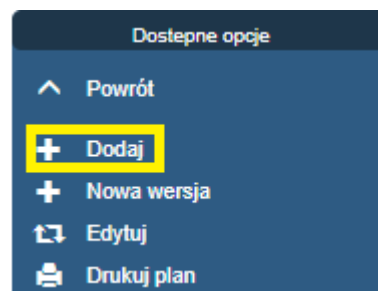 Dostepne opcje
Powrót
Dodaj
Nowa wersja
Edytuj
Drukuj plan